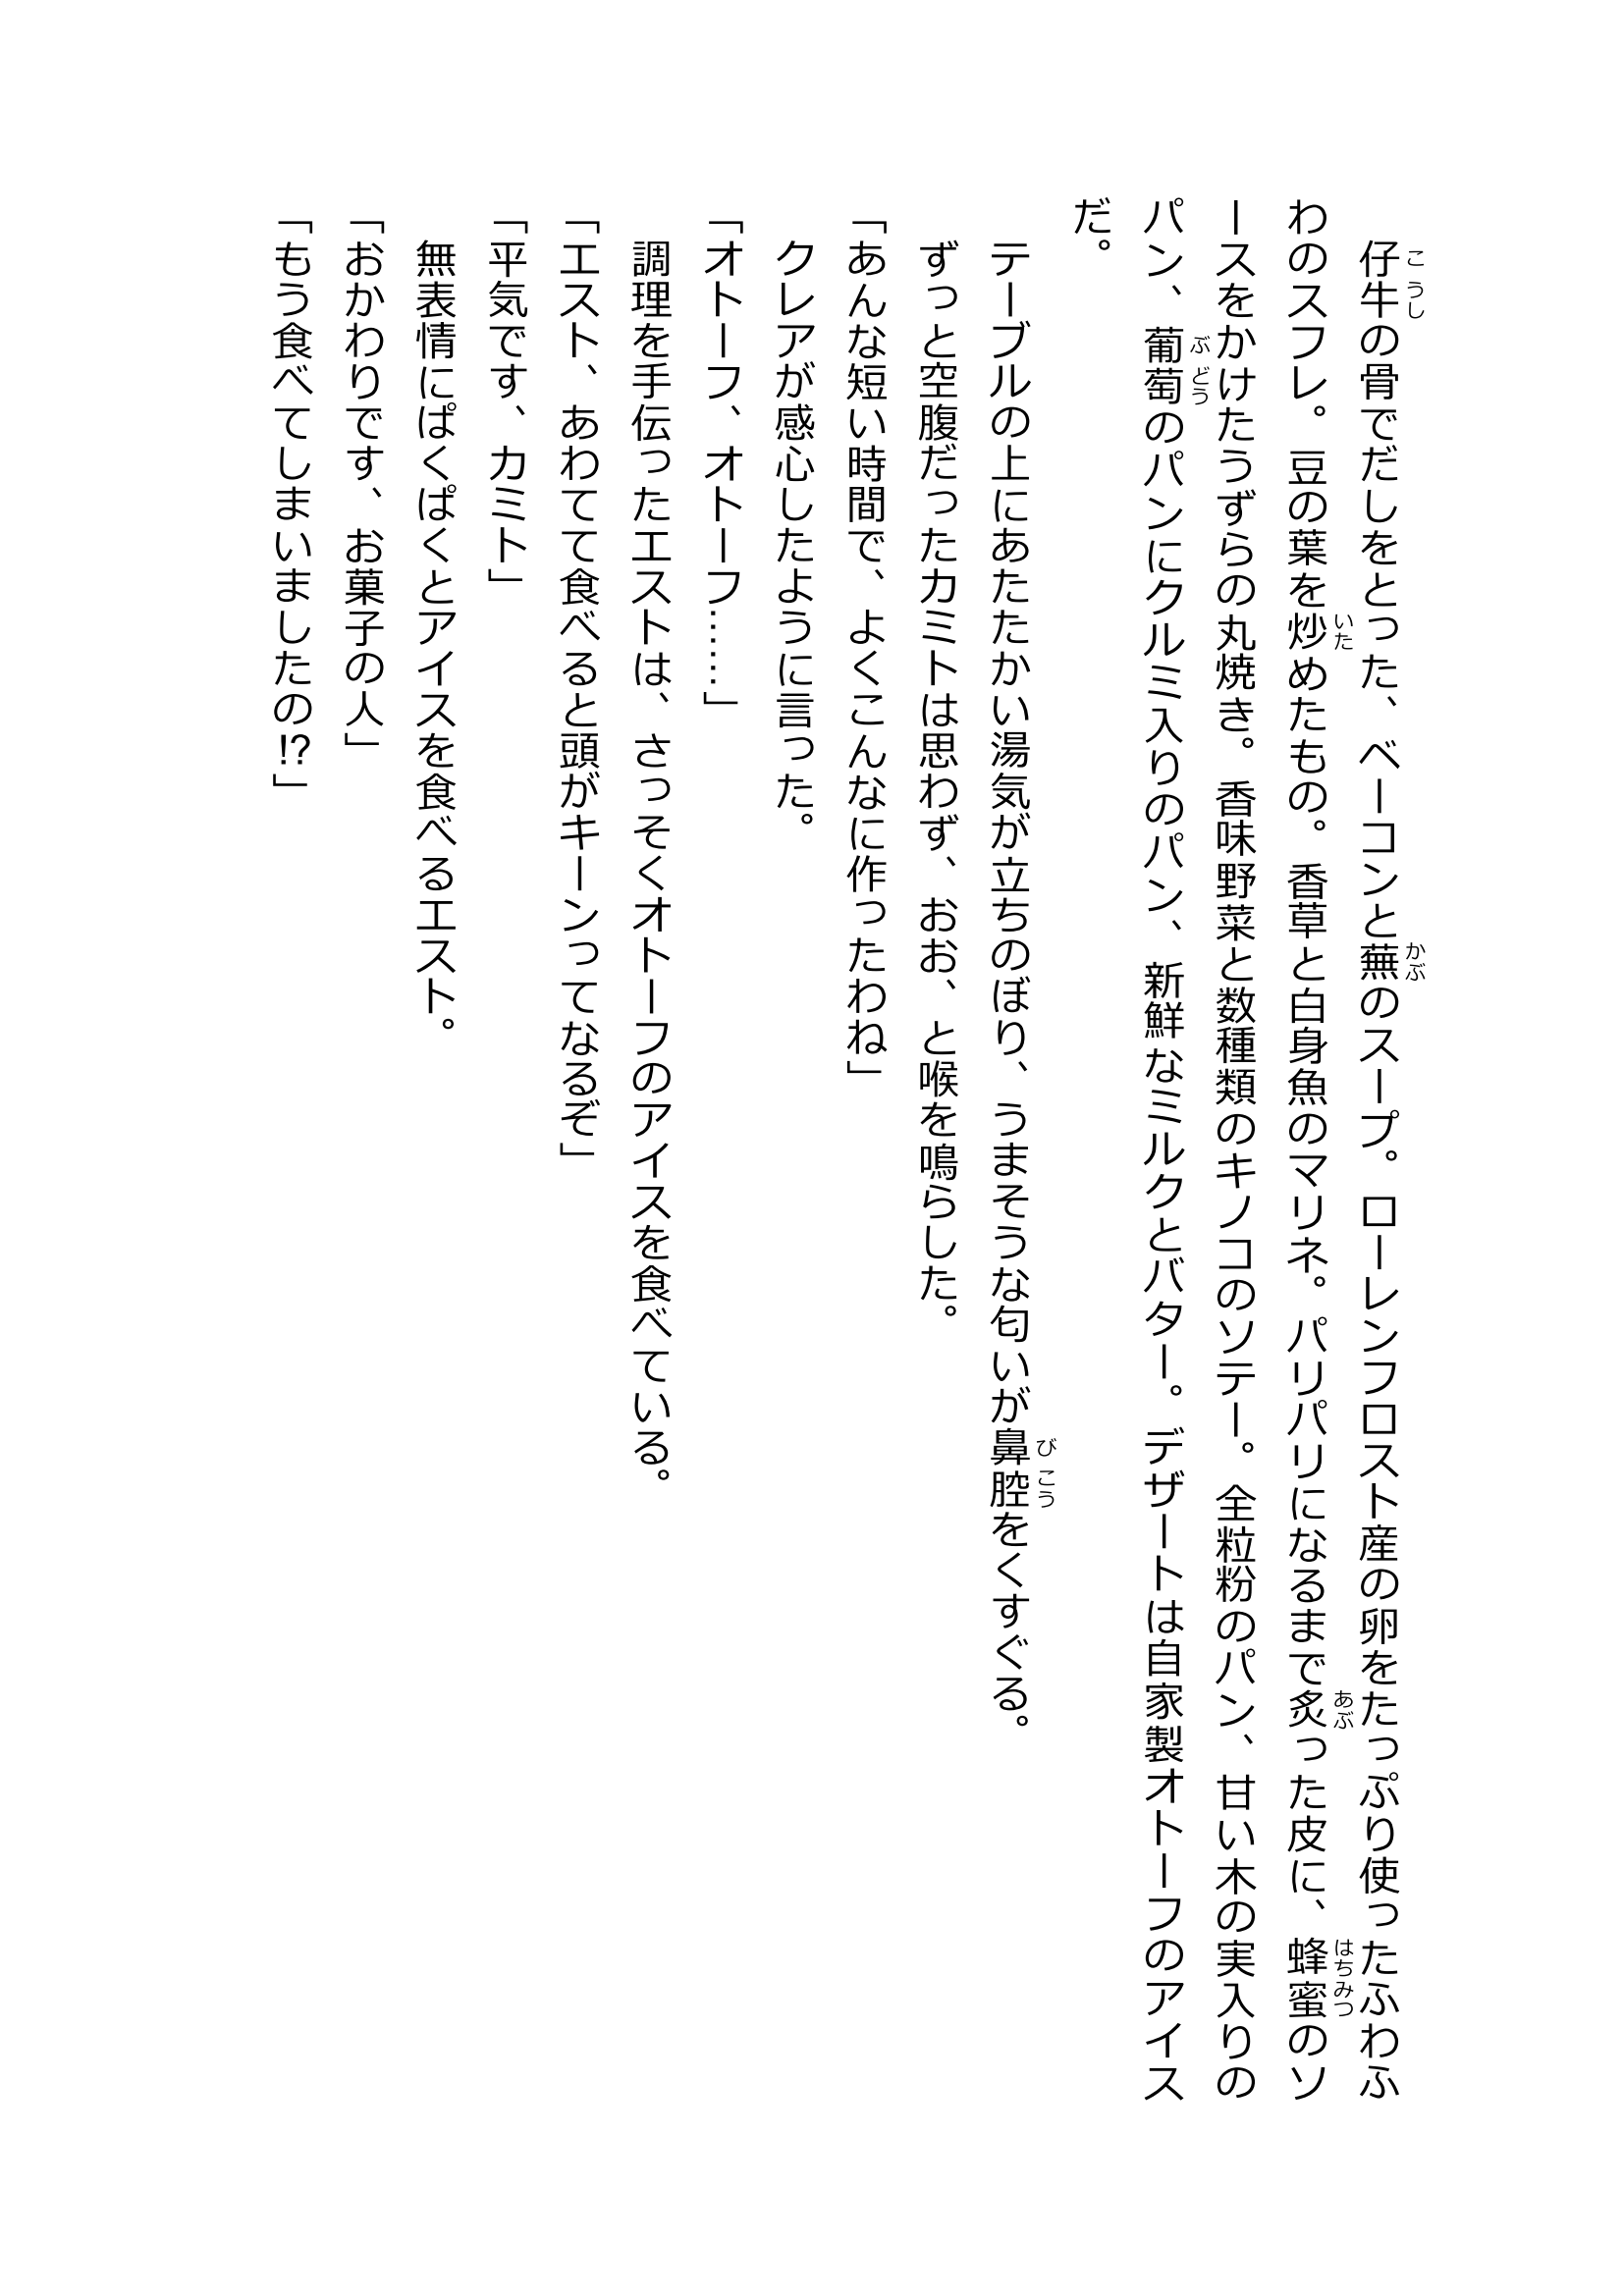 仔牛の骨でだしをとった、ベーコンと蕪のスープ。ローレンフロスト産の卵をたっぷり使ったふわふ
わのスフレ。豆の葉を炒めたもの。香草と白身魚のマリネ。パリパリになるまで炙った皮に、蜂蜜のソ
ースをかけたうずらの丸焼き。香味野菜と数種類のキノコのソテー。全粒粉のパン、甘い木の実入りの
パン、葡萄のパンにクルミ入りのパン、新鮮なミルクとバター。デザートは自家製オトーフのアイス
だ。
テーブルの上にあたたかい湯気が立ちのぼり、うまそうな匂いが鼻腔をくすぐる。
ずっと空腹だったカミトは思わず、おお、と喉を鳴らした。
「あんな短い時間で、よくこんなに作ったわね」
クレアが感心したように言った。
「オトーフ、オトーフ……」
調理を手伝ったエストは、さっそくオトーフのアイスを食べている。
「エスト、あわてて食べると頭がキーンってなるぞ」
「平気です、カミト」
無表情にぱくぱくとアイスを食べるエスト。
「おかわりです、お菓子の人」
「もう食べてしまいましたの!?」